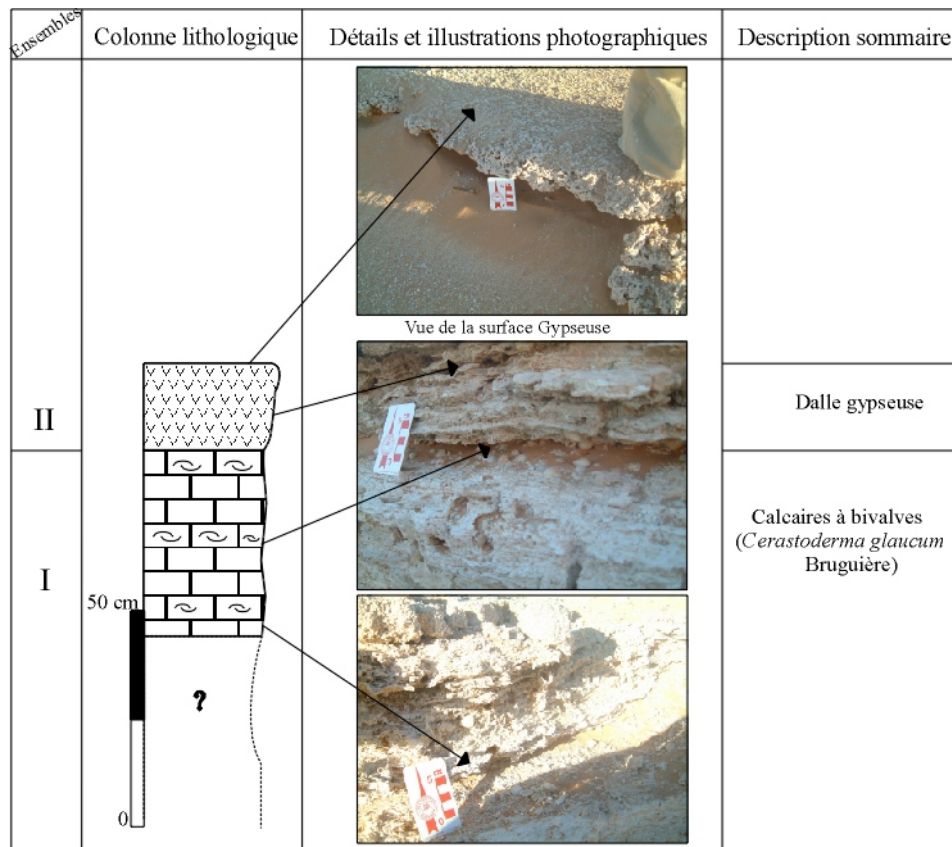 Ensembles
Colonne lithologique
Détails et illustrations photographiques
Description sommaire
Vue de la surface Gypseuse
II
Dalle gypseuse
I
Calcaires à bivalves
(Cerastoderma glaucum
Bruguière)
50 cm
?
0